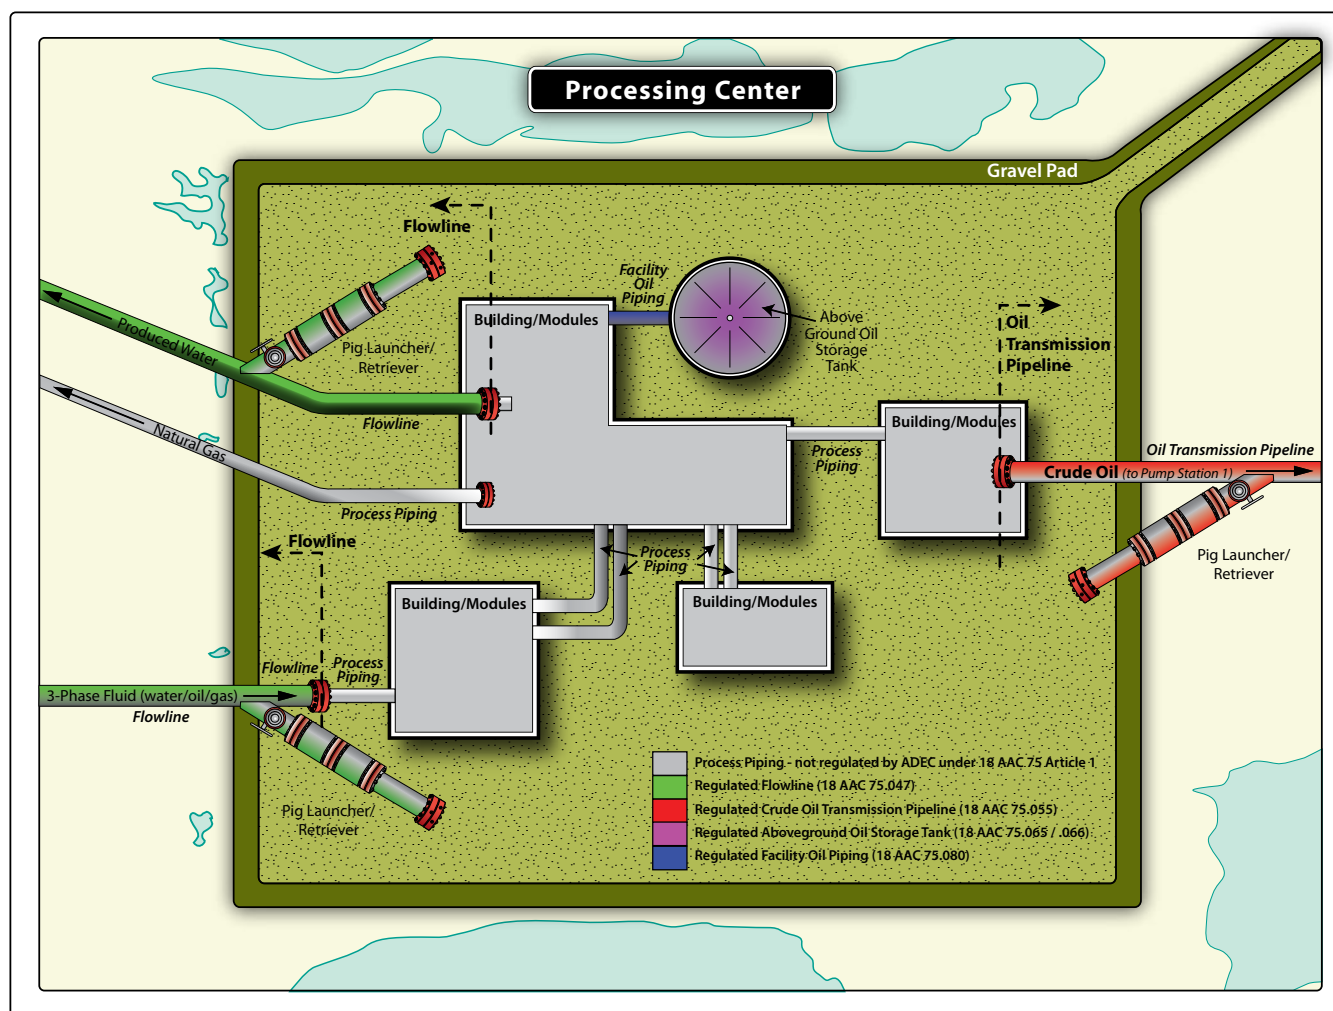 Processing Center
Gravel Pad
Flowline
Facility
Oil
Piping
Building/Modules
Above
Ground Oil
Storage
Tank
Oil
Transmission
Pipeline
Produced Water
Pig Launcher/
Retriever
Flowline
Natural Gas
Process Piping
Process
Piping
Building/Modules
Oil Transmission Pipeline
Crude Oil (to Pump Station 1)
Pig Launcher/
Retriever
Flowline
Process
Piping
Building/Modules
Building/Modules
Flowline
Process
Piping
3-Phase Fluid (water/oil/gas)
Flowline
Pig Launcher/
Retriever
Process Piping - not regulated by ADEC under 18 AAC 75 Article 1
Regulated Flowline (18 AAC 75.047)
Regulated Crude Oil Transmission Pipeline (18 AAC 75.055)
Regulated Aboveground Oil Storage Tank (18 AAC 75.065 / .066)
Regulated Facility Oil Piping (18 AAC 75.080)